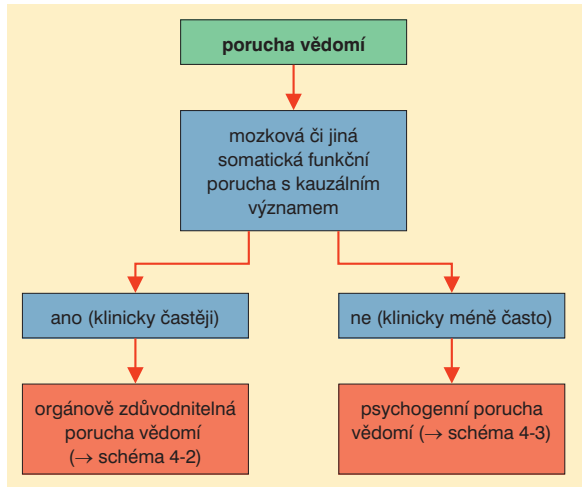 porucha vědomí
mozková či jiná
somatická funkční
porucha s kauzálním
významem
ano (klinicky častěji)
ne (klinicky méně často)
orgánově zdůvodnitelná
porucha vědomí
(→ schéma 4-2)
psychogenní porucha
vědomí (→ schéma 4-3)